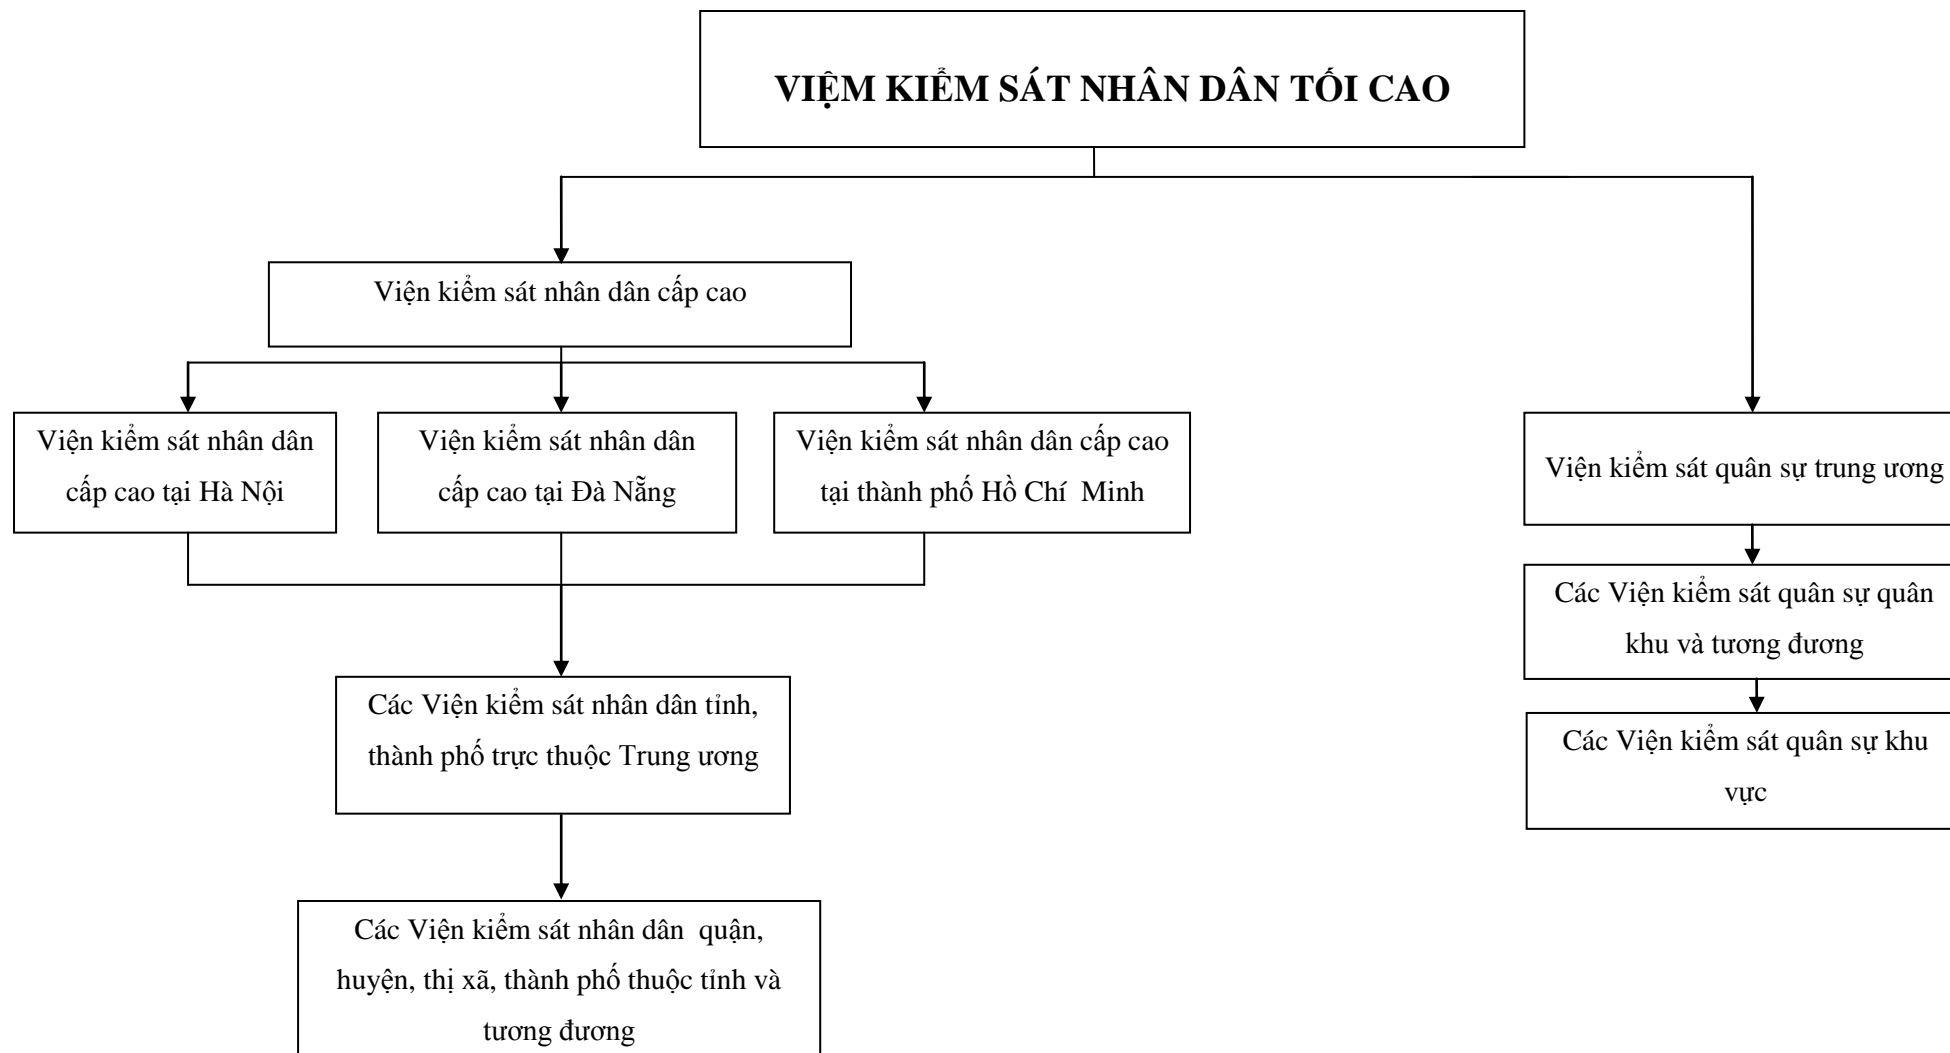 VIỆM KIỂM SÁT NHÂN DÂN TỐI CAO
Viện kiểm sát nhân dân cấp cao
Viện kiểm sát nhân dân
cấp cao tại Hà Nội
Viện kiểm sát nhân dân
cấp cao tại Đà Nẵng
Viện kiểm sát nhân dân cấp cao
tại thành phố Hồ Chí Minh
Viện kiểm sát quân sự trung ương
Các Viện kiểm sát quân sự quân
khu và tương đương
Các Viện kiểm sát quân sự khu
vực
Các Viện kiểm sát nhân dân tỉnh,
thành phố trực thuộc Trung ương
Các Viện kiểm sát nhân dân quận,
huyện, thị xã, thành phố thuộc tỉnh và
tương đương